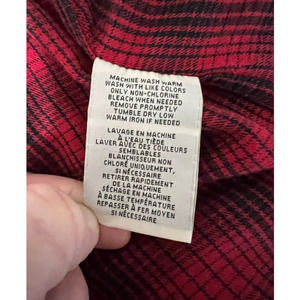 MACHINE WASH WARM
WASH WITH LIKE COLORS
ONLY NON-CHLORINE
BLEACH WHEN NEEDED
REMOVE PROMPTLY
TUMBLE DRY LOW
WARM IRON IF NEEDED
LAVAGE EN MACHINE
À L'EAU TIÈDE
LAVER AVEC DES COULEURS
SEMBLABLES
BLANCHISSEUR NON
CHLORÉ UNIQUEMENT,
SI NÉCESSAIRE
RETIRER RAPIDEMENT
DE LA MACHINE
SÉCHAGE EN MACHINE
À BASSE TEMPÉRATURE
REPASSER À FER MOYEN
SI NÉCESSAIRE